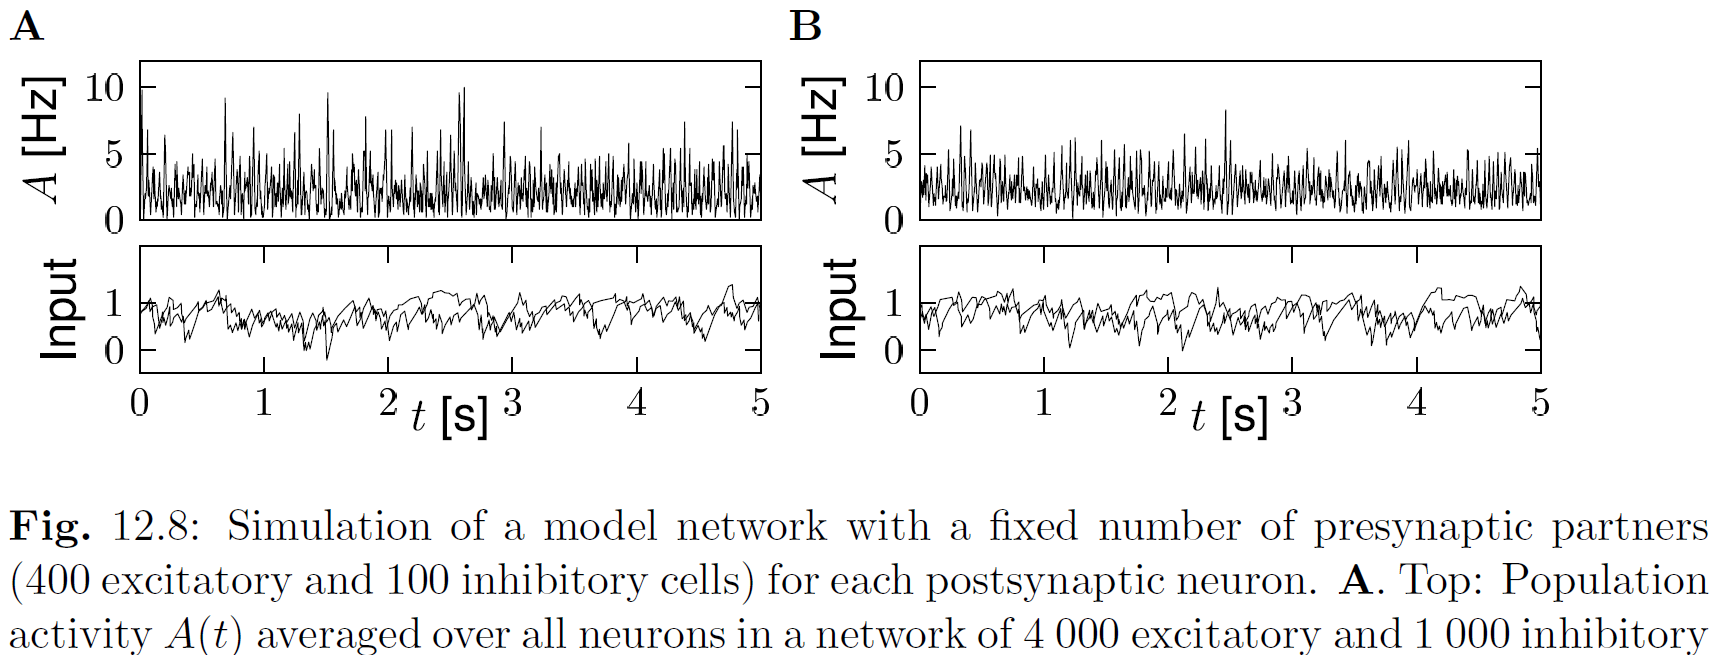 A B
10
5
0
A [Hz]
10
5
0
A [Hz]
1
0
Input
0 1 2 3 4 5
t [s]
1
0
Input
0 1 2 3 4 5
t [s]
Fig. 12.8: Simulation of a model network with a fixed number of presynaptic partners
(400 excitatory and 100 inhibitory cells) for each postsynaptic neuron. A. Top: Population
activity A(t) averaged over all neurons in a network of 4 000 excitatory and 1 000 inhibitory